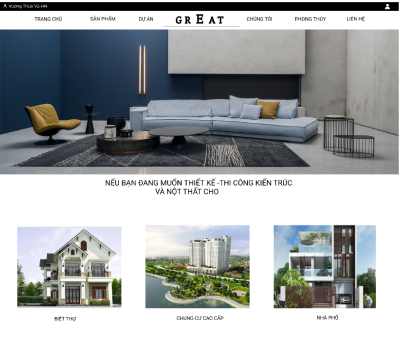 Vương Thừa Vũ HN
TRANG CHỦ SẢN PHẨM DỰ ÁN GREAT CHÚNG TÔI PHONG THỦY LIÊN HỆ
NẾU BẠN ĐANG MUỐN THIẾT KẾ -THI CÔNG KIẾN TRÚC
VÀ NỘT THẤT CHO
BIỆT THỰ CHUNG CƯ CAO CẤP NHÀ PHỐ